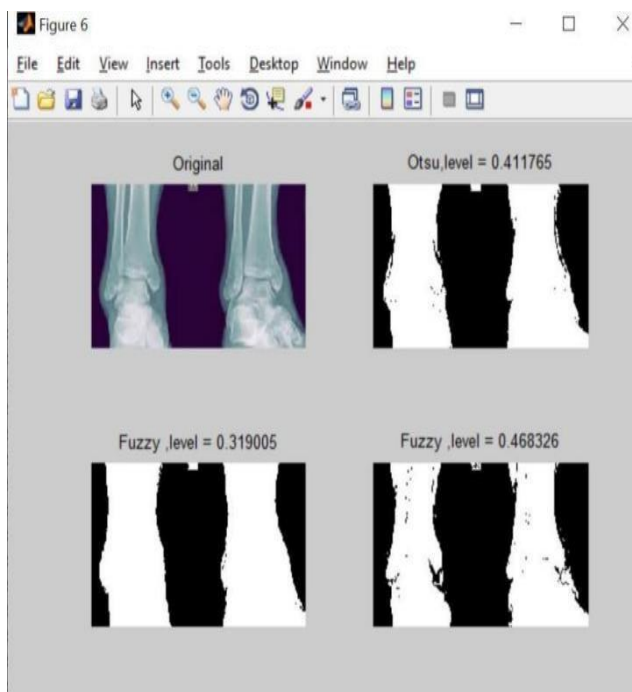 Figure 6
File Edit View Insert Tools Desktop Window Help
Original
Otsu,level = 0.411765
Fuzzy ,level = 0.319005
Fuzzy ,level = 0.468326